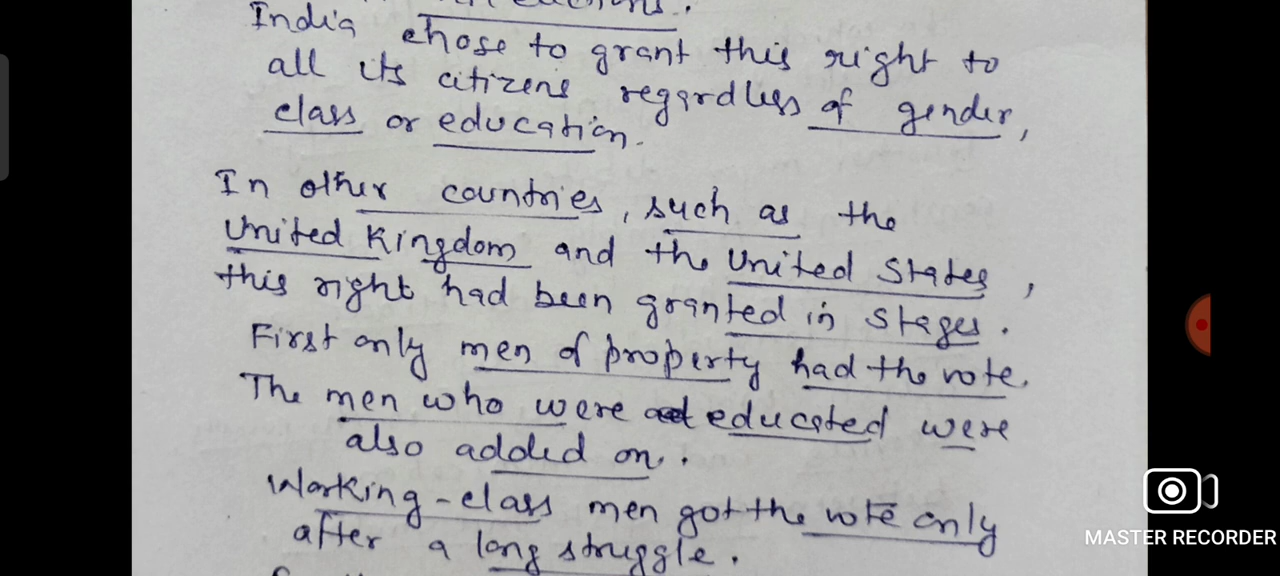 India chose to grant this right to
all its citizens regardless of gender,
class or education.
In other countries, such as the
United Kingdom and the United States,
this right had been granted in stages.
First only men of property had the vote.
The men who were educated were
also added on.
Working-class men got the vote only
after a long struggle.
MASTER RECORDER